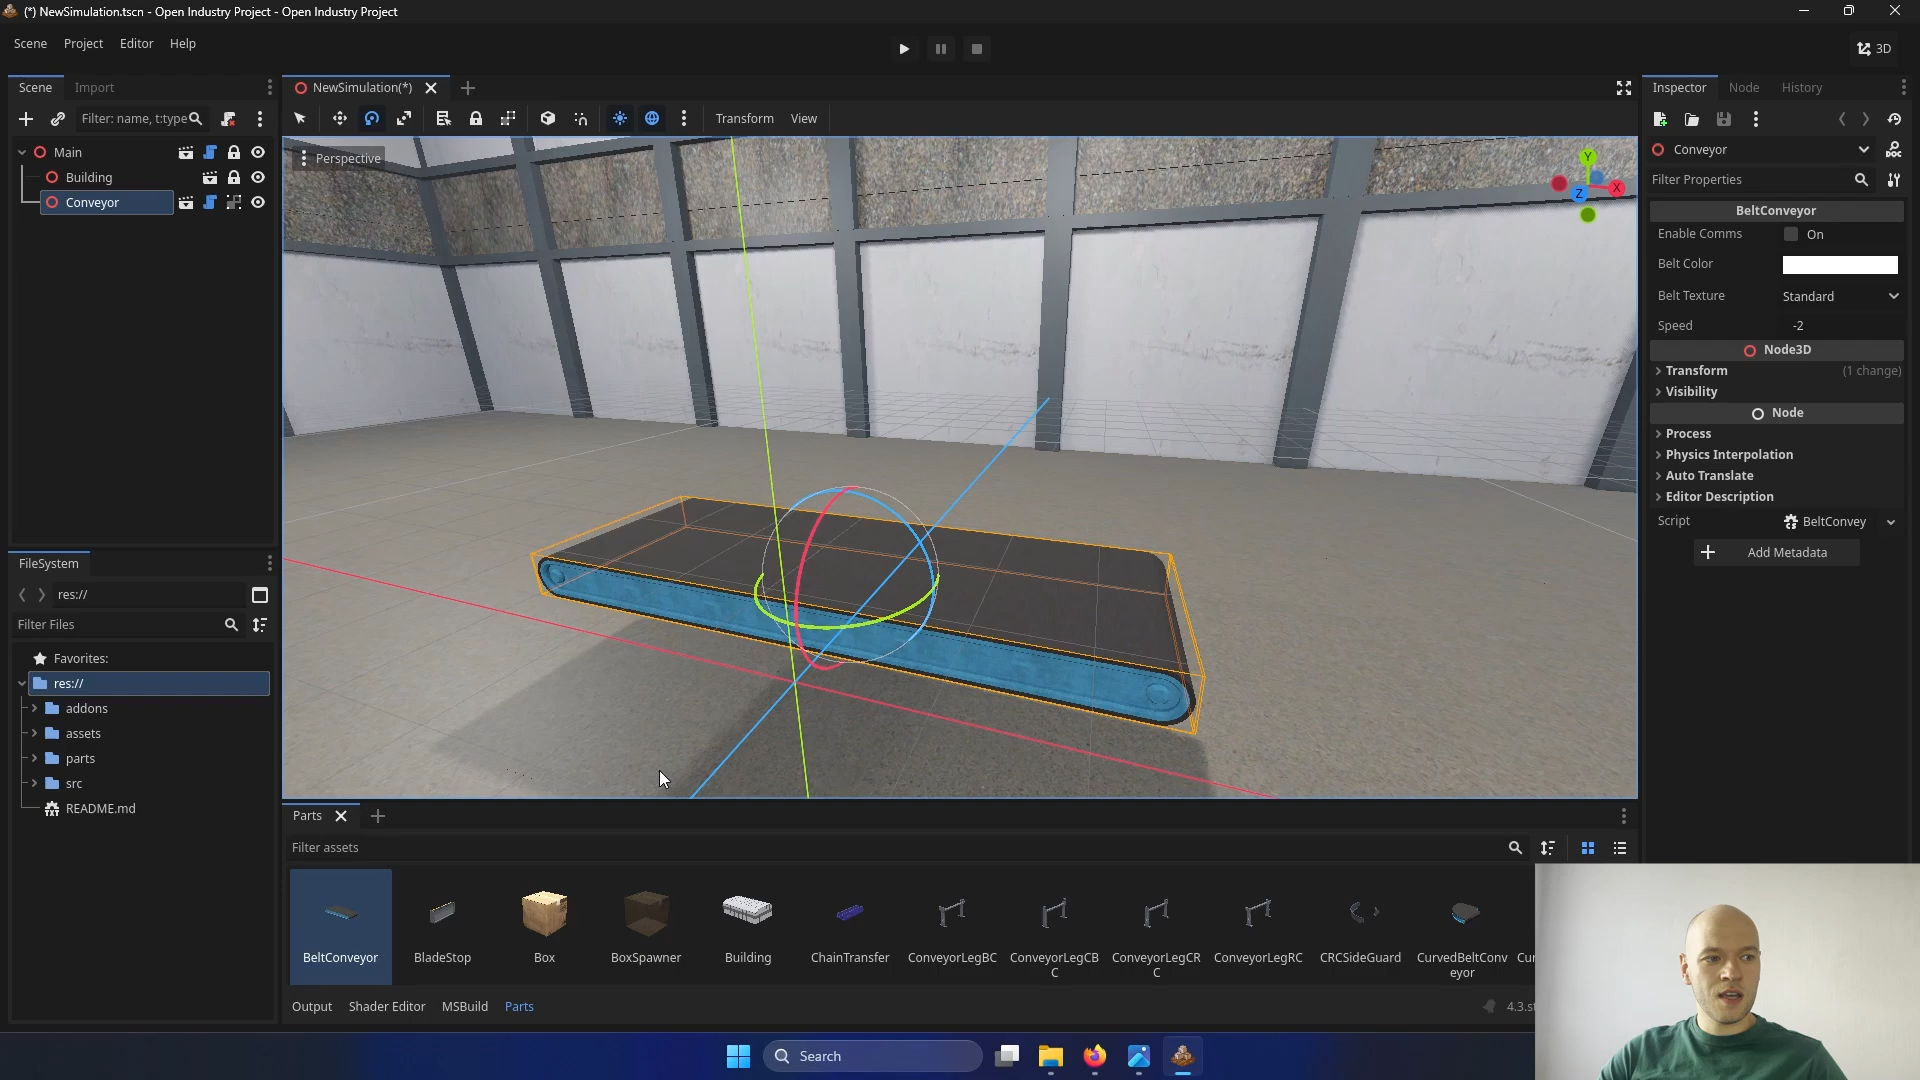 (*) NewSimulation.tscn - Open Industry Project - Open Industry Project
Scene Project Editor Help
3D
Scene Import
NewSimulation(*)
Inspector Node History
Filter: name, t:type
Transform View
Main
Building
Conveyor
Perspective
Y
X
Z
Conveyor
Filter Properties
BeltConveyor
Enable Comms On
Belt Color
Belt Texture Standard
Speed -2
Node3D
Transform (1 change)
Visibility
Node
Process
Physics Interpolation
Auto Translate
Editor Description
Script BeltConvey
Add Metadata
FileSystem
res://
Filter Files
Favorites:
res://
addons
assets
parts
src
README.md
Parts
Filter assets
BeltConveyor
BladeStop
Box
BoxSpawner
Building
ChainTransfer
ConveyorLegBC
ConveyorLegCB
C
ConveyorLegCR
C
ConveyorLegRC
CRCSideGuard
CurvedBeltConv
eyor
Output Shader Editor MSBuild Parts
Search